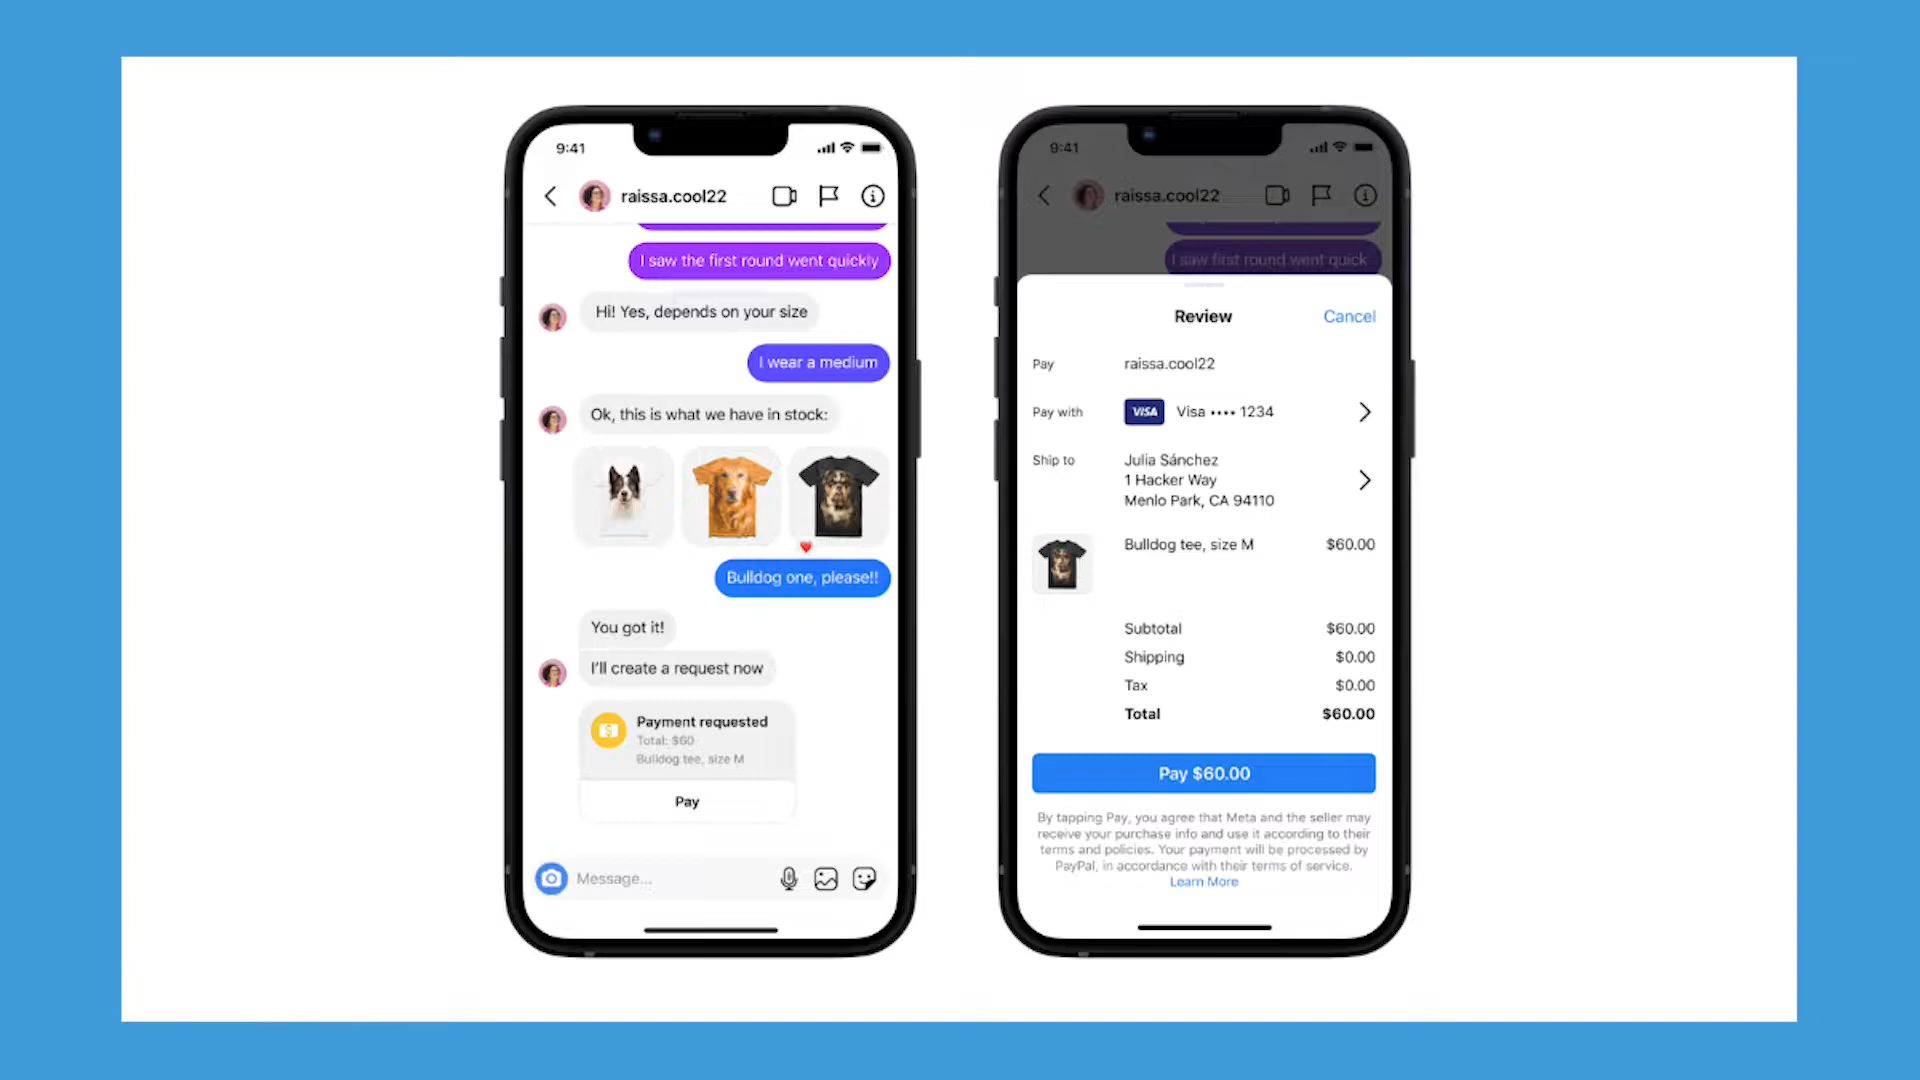 9:41
raissa.cool22
I saw the first round went quickly
Hi! Yes, depends on your size
I wear a medium
Ok, this is what we have in stock:
Bulldog one, please!!
You got it!
I'll create a request now
Payment requested
Total: $60
Bulldog tee, size M
Pay
Message...
9:41
raissa.cool22
I saw first round went quick
Review Cancel
Pay raissa.cool22
Pay with VISA Visa •••• 1234
Ship to Julia Sánchez
1 Hacker Way
Menlo Park, CA 94110
Bulldog tee, size M $60.00
Subtotal $60.00
Shipping $0.00
Tax $0.00
Total $60.00
Pay $60.00
By tapping Pay, you agree that Meta and the seller may
receive your purchase info and use it according to their
terms and policies. Your payment will be processed by
PayPal, in accordance with their terms of service.
Learn More